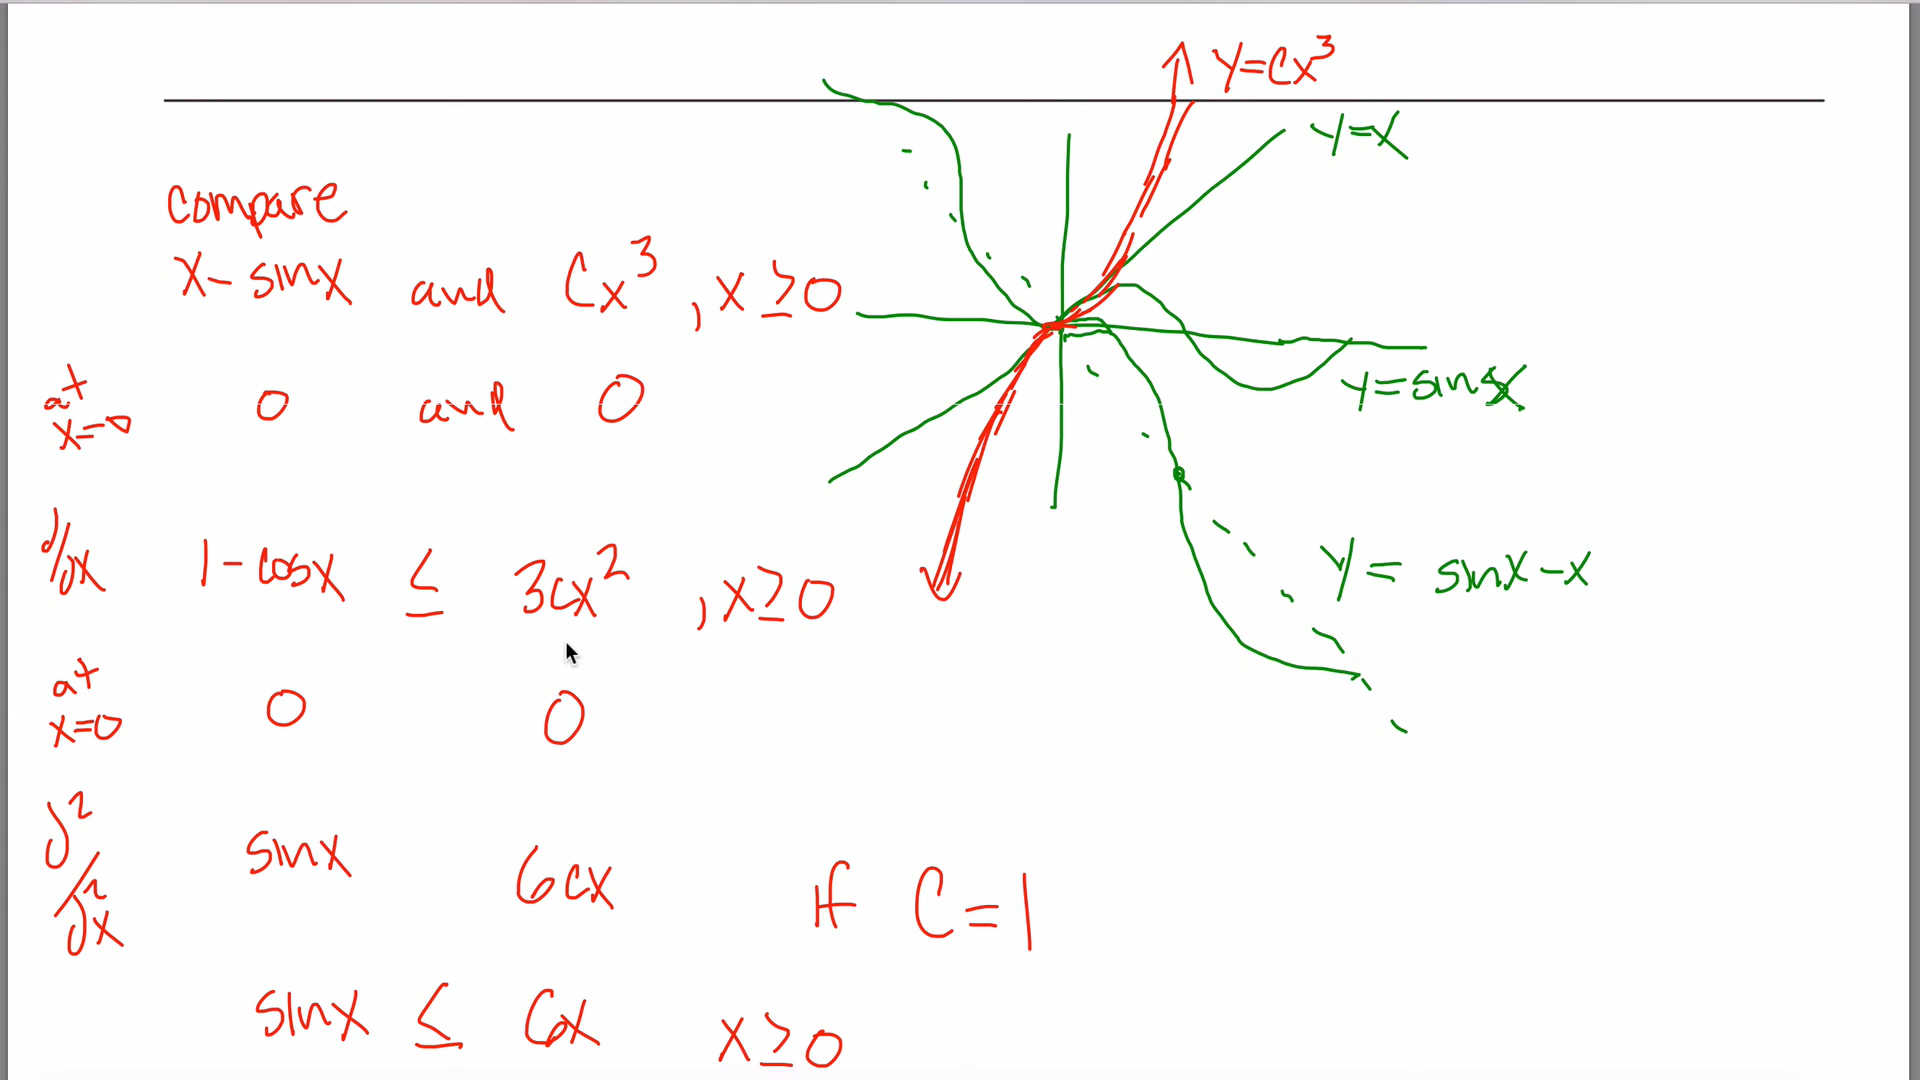 y=Cx³
y=x
compare
x-sinx and Cx³, x≥0
y=sinx
at x=0 0 and 0
d/dx 1-cosx ≤ 3cx², x≥0
y= sinx-x
at x=0 0 0
d²/d²x sinx 6cx If C=1
sinx ≤ 6x x≥0